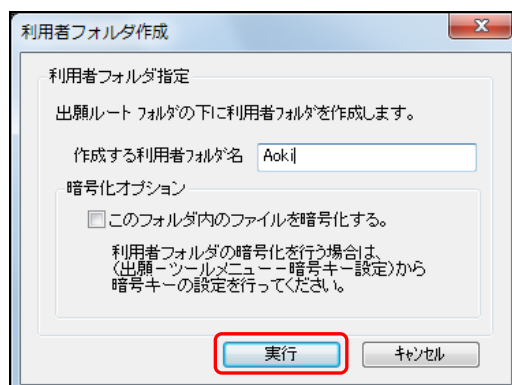 利用者フォルダ作成
利用者フォルダ指定
出願ルート フォルダの下に利用者フォルダを作成します。
作成する利用者フォルダ名 Aoki
暗号化オプション
このフォルダ内のファイルを暗号化する。
利用者フォルダの暗号化を行う場合は、
(出願－ツールメニュー－暗号キー設定)から
暗号キーの設定を行ってください。
実行 キャンセル